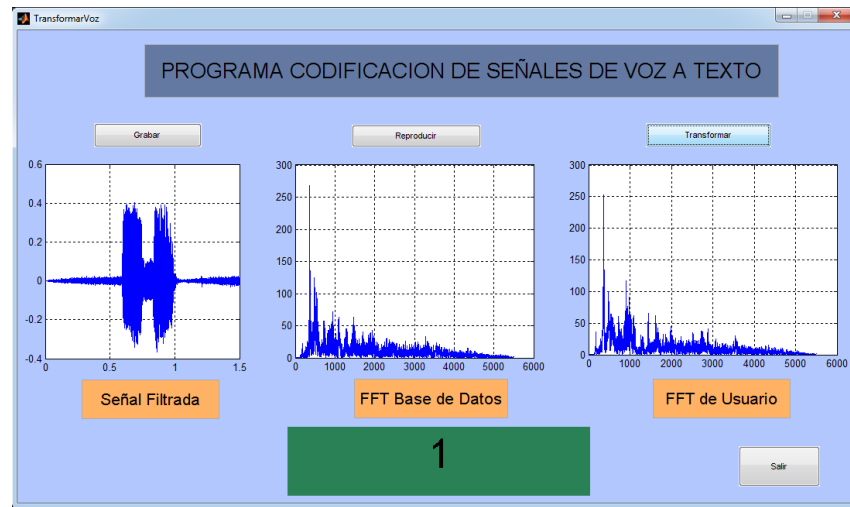 TransformarVoz
PROGRAMA CODIFICACION DE SEÑALES DE VOZ A TEXTO
Grabar
Reproducir
Transformar
0.6
0.4
0.2
0
-0.2
-0.4
0 0.5 1 1.5
300
250
200
150
100
50
0
0 1000 2000 3000 4000 5000 6000
300
250
200
150
100
50
0
0 1000 2000 3000 4000 5000 6000
Señal Filtrada
FFT Base de Datos
FFT de Usuario
1
Salir